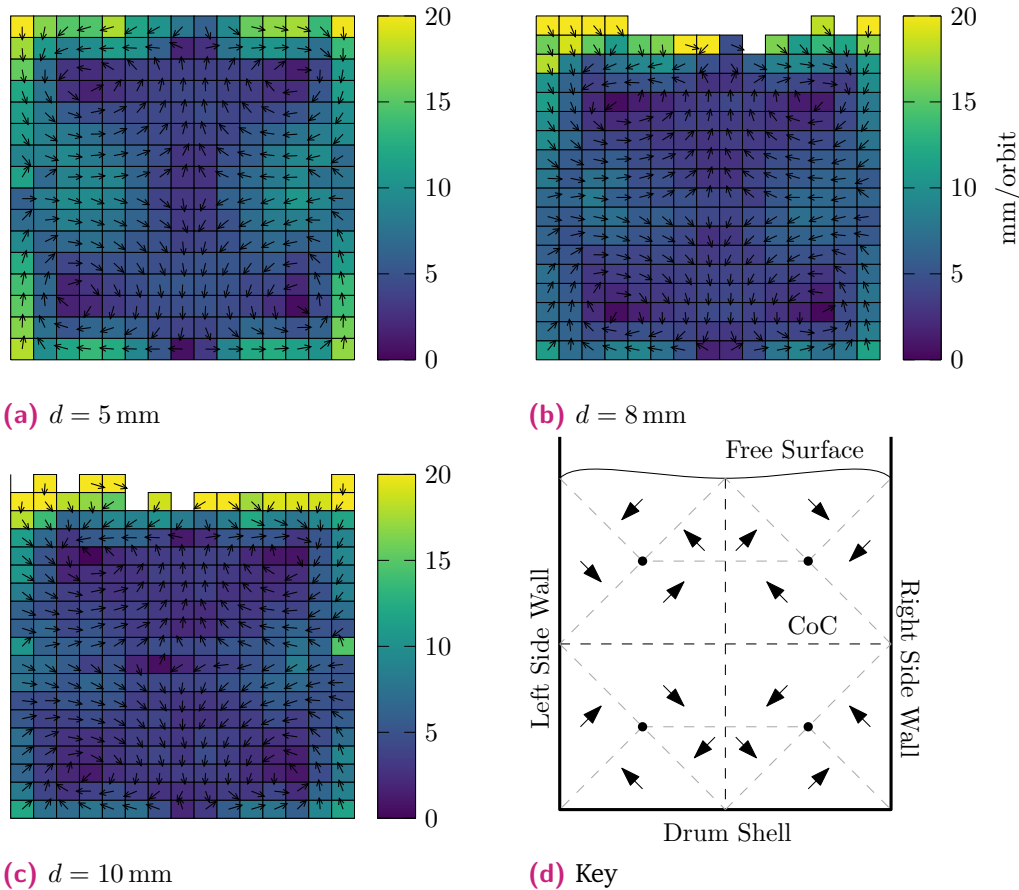 20
15
10
5
0
20
15
10
5
0
mm/orbit
(a) d = 5 mm
(b) d = 8 mm
20
15
10
5
0
Free Surface
Left Side Wall
CoC
Right Side Wall
Drum Shell
(c) d = 10 mm
(d) Key